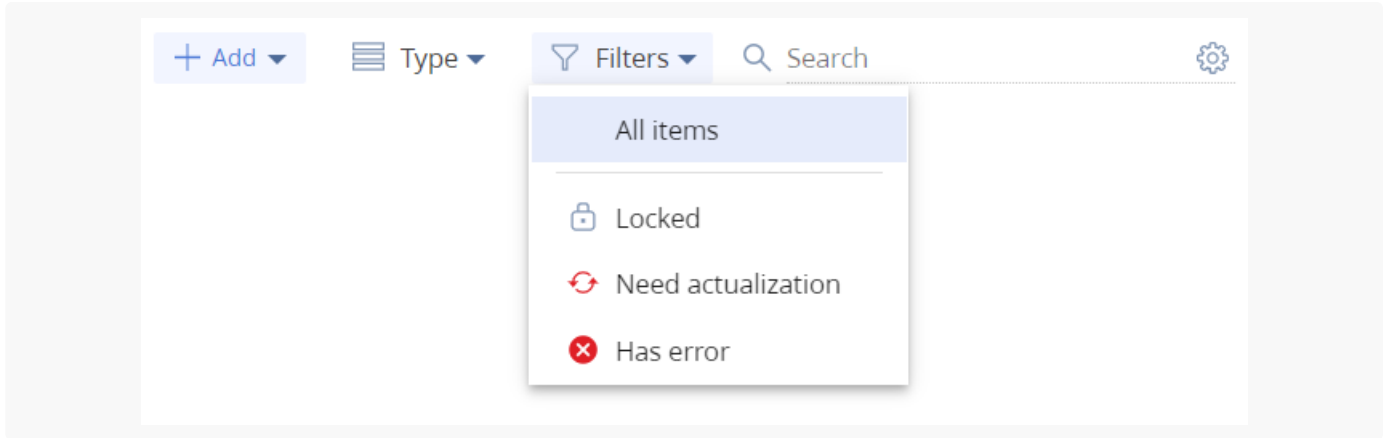 Add Type Filters Search
All items
Locked
Need actualization
Has error